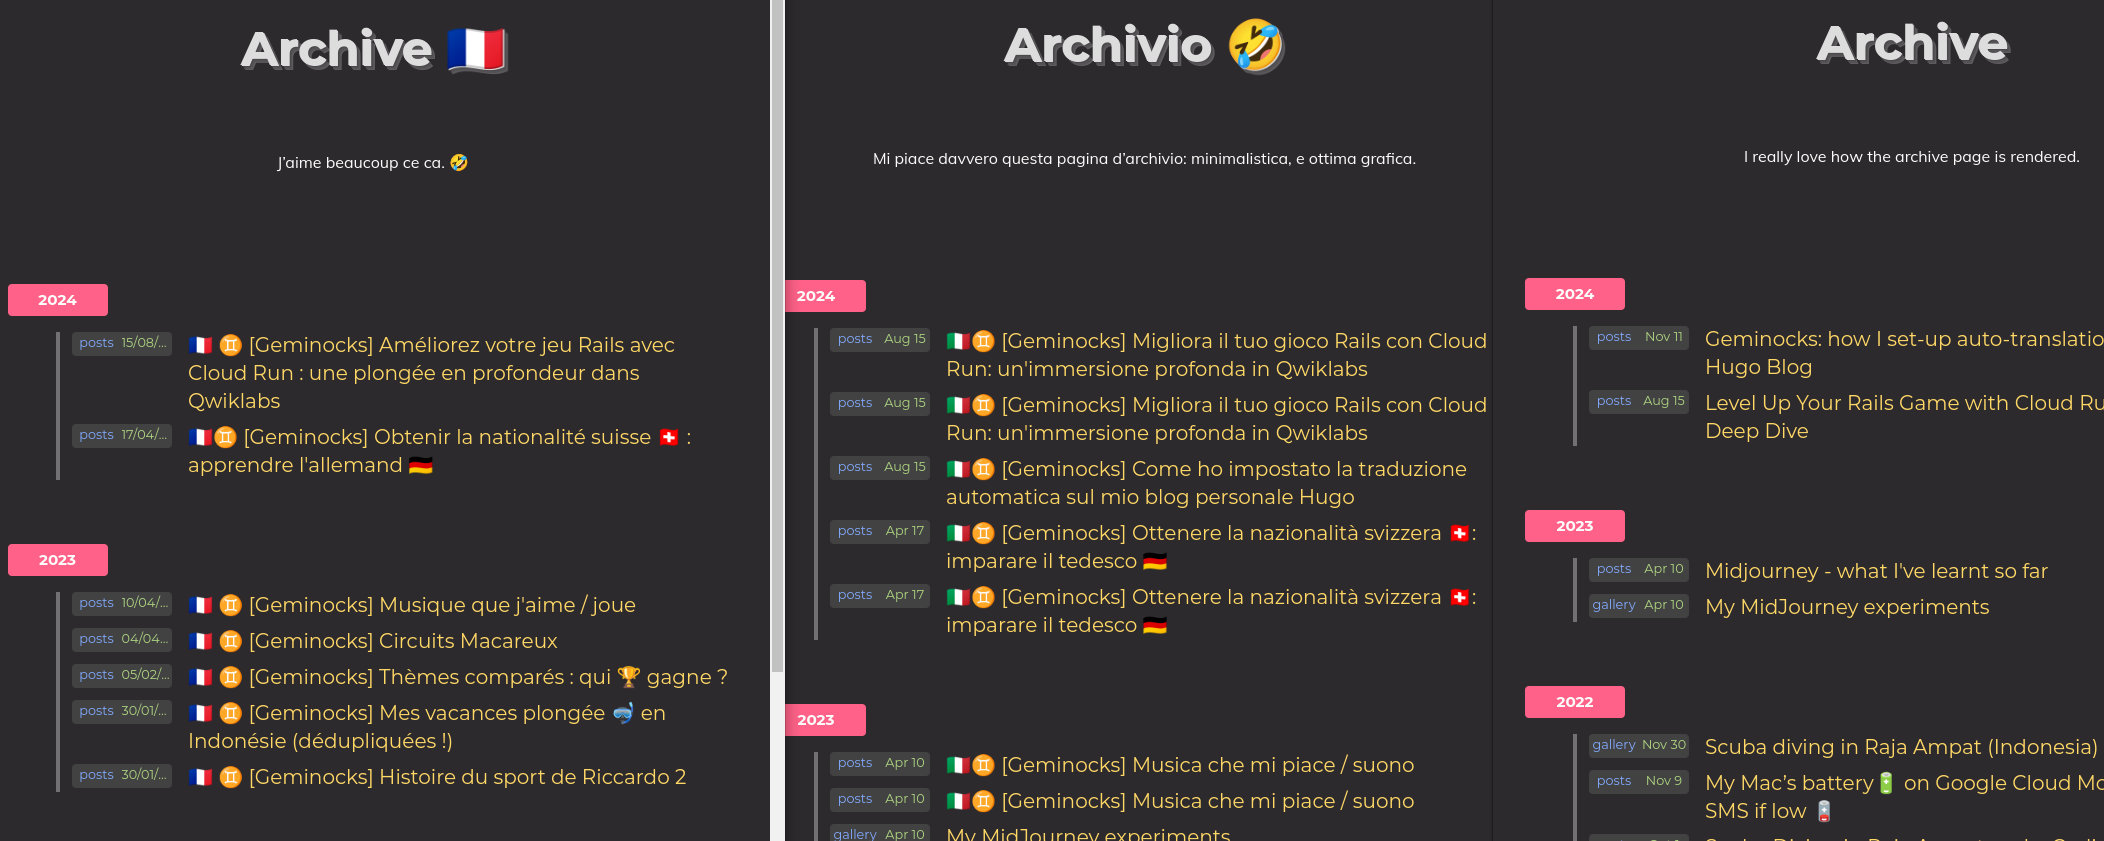 Archive 🇫🇷
J'aime beaucoup ce ca. 🤣
2024
posts 15/08/...
🇫🇷 ♊ [Geminocks] Améliorez votre jeu Rails avec
Cloud Run : une plongée en profondeur dans
Qwiklabs
posts 17/04/...
🇫🇷♊ [Geminocks] Obtenir la nationalité suisse 🇨🇭 :
apprendre l'allemand 🇩🇪
2023
posts 10/04/...
🇫🇷 ♊ [Geminocks] Musique que j'aime / joue
posts 04/04...
🇫🇷 ♊ [Geminocks] Circuits Macareux
posts 05/02/...
🇫🇷 ♊ [Geminocks] Thèmes comparés : qui 🏆 gagne ?
posts 30/01/...
🇫🇷 ♊ [Geminocks] Mes vacances plongée 🤿 en
Indonésie (dédupliquées !)
posts 30/01/...
🇫🇷 ♊ [Geminocks] Histoire du sport de Riccardo 2
Archivio 🤣
Mi piace davvero questa pagina d'archivio: minimalistica, e ottima grafica.
2024
posts Aug 15
🇮🇹♊ [Geminocks] Migliora il tuo gioco Rails con Cloud
Run: un'immersione profonda in Qwiklabs
posts Aug 15
🇮🇹♊ [Geminocks] Migliora il tuo gioco Rails con Cloud
Run: un'immersione profonda in Qwiklabs
posts Aug 15
🇮🇹♊ [Geminocks] Come ho impostato la traduzione
automatica sul mio blog personale Hugo
posts Apr 17
🇮🇹♊ [Geminocks] Ottenere la nazionalità svizzera 🇨🇭:
imparare il tedesco 🇩🇪
posts Apr 17
🇮🇹♊ [Geminocks] Ottenere la nazionalità svizzera 🇨🇭:
imparare il tedesco 🇩🇪
2023
posts Apr 10
🇮🇹♊ [Geminocks] Musica che mi piace / suono
posts Apr 10
🇮🇹♊ [Geminocks] Musica che mi piace / suono
gallery Apr 10
My MidJourney experiments
Archive
I really love how the archive page is rendered.
2024
posts Nov 11
Geminocks: how I set-up auto-translatio
Hugo Blog
posts Aug 15
Level Up Your Rails Game with Cloud Ru
Deep Dive
2023
posts Apr 10
Midjourney - what I've learnt so far
gallery Apr 10
My MidJourney experiments
2022
gallery Nov 30
Scuba diving in Raja Ampat (Indonesia)
posts Nov 9
My Mac's battery🔋 on Google Cloud Mo
SMS if low 🪫